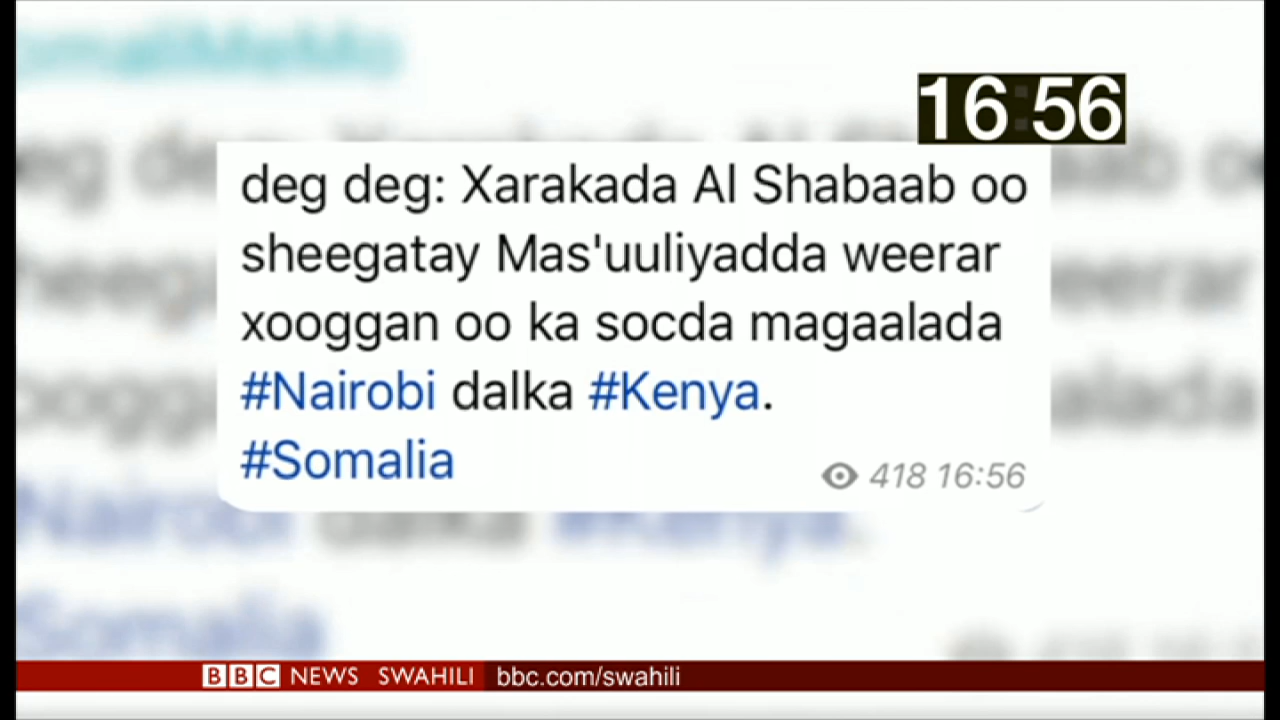 16:56
deg deg: Xarakada Al Shabaab oo
sheegatay Mas'uuliyadda weerar
xooggan oo ka socda magaalada
#Nairobi dalka #Kenya.
#Somalia
418 16:56
BBC NEWS SWAHILI bbc.com/swahili